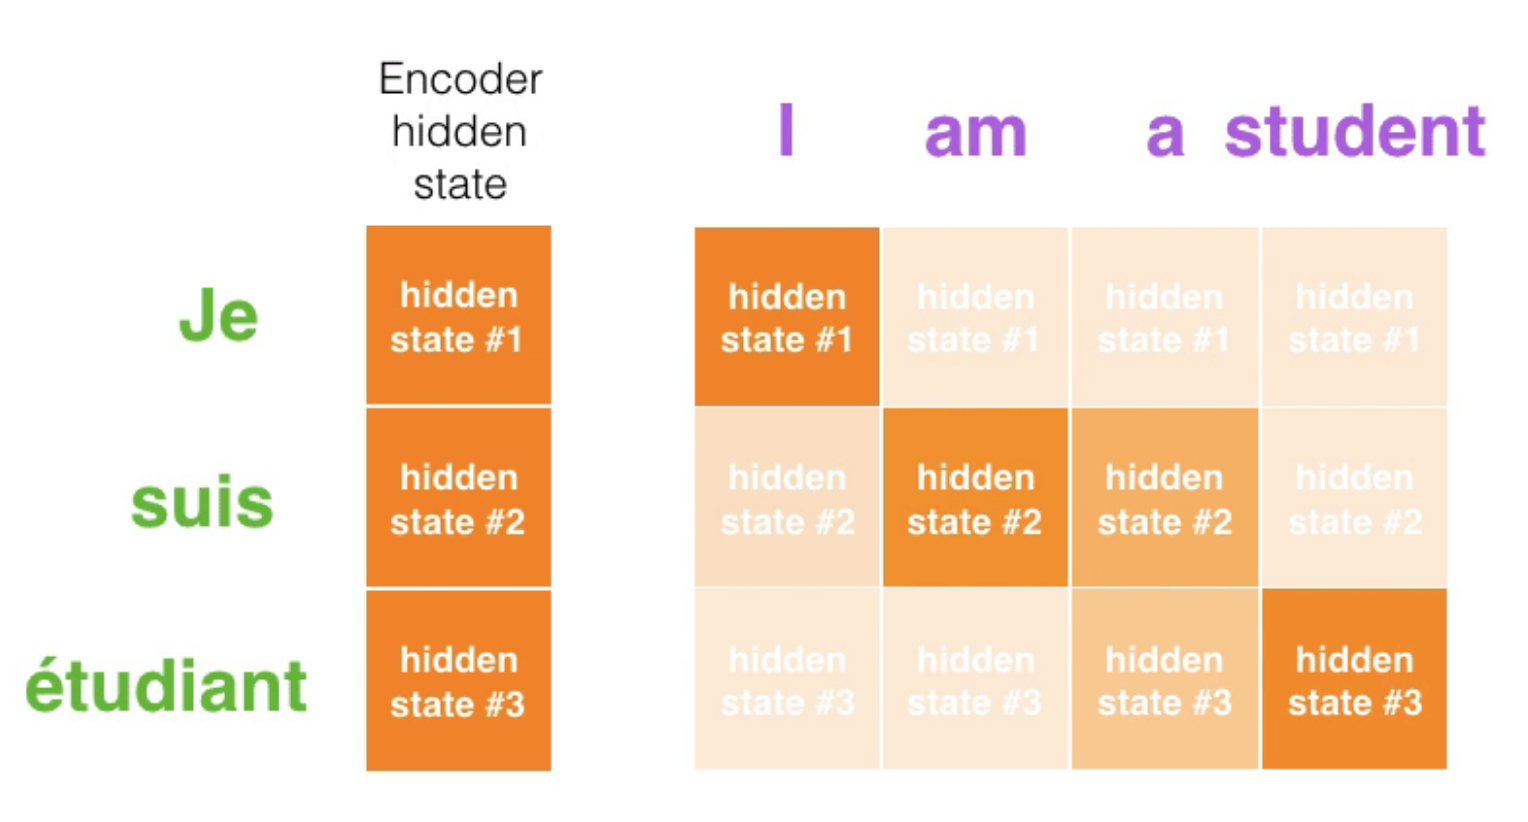 Encoder
hidden
state
I am a student
Je
hidden
state #1
hidden
state #1
hidden
state #1
hidden
state #1
hidden
state #1
suis
hidden
state #2
hidden
state #2
hidden
state #2
hidden
state #2
hidden
state #2
étudiant
hidden
state #3
hidden
state #3
hidden
state #3
hidden
state #3
hidden
state #3